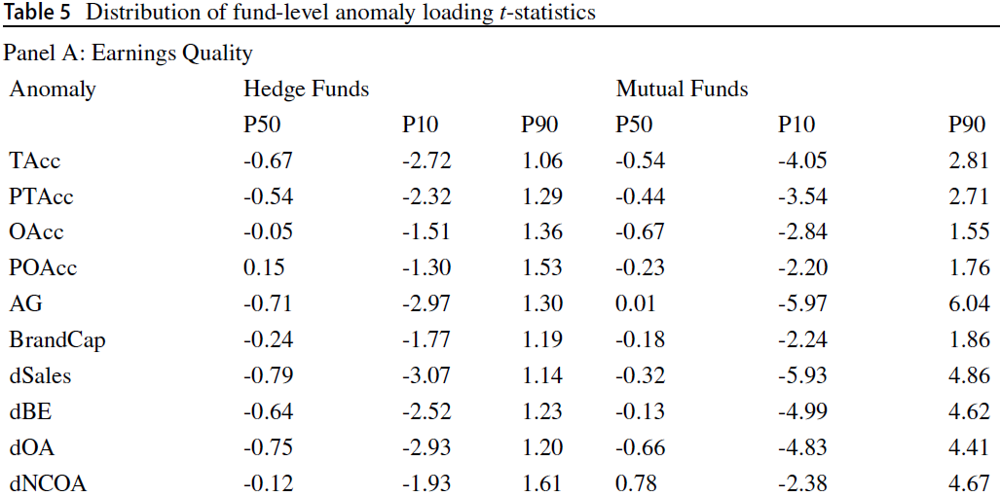 Table 5 Distribution of fund-level anomaly loading t-statistics
Panel A: Earnings Quality
Anomaly Hedge Funds Mutual Funds
P50 P10 P90 P50 P10 P90
TAcc -0.67 -2.72 1.06 -0.54 -4.05 2.81
PTAcc -0.54 -2.32 1.29 -0.44 -3.54 2.71
OAcc -0.05 -1.51 1.36 -0.67 -2.84 1.55
POAcc 0.15 -1.30 1.53 -0.23 -2.20 1.76
AG -0.71 -2.97 1.30 0.01 -5.97 6.04
BrandCap -0.24 -1.77 1.19 -0.18 -2.24 1.86
dSales -0.79 -3.07 1.14 -0.32 -5.93 4.86
dBE -0.64 -2.52 1.23 -0.13 -4.99 4.62
dOA -0.75 -2.93 1.20 -0.66 -4.83 4.41
dNCOA -0.12 -1.93 1.61 0.78 -2.38 4.67